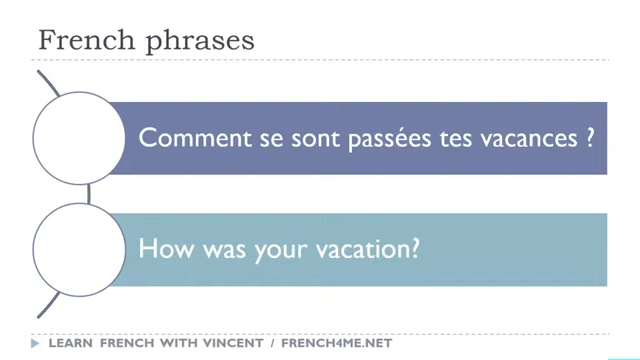 French phrases
Comment se sont passées tes vacances ?
How was your vacation?
LEARN FRENCH WITH VINCENT / FRENCH4ME.NET